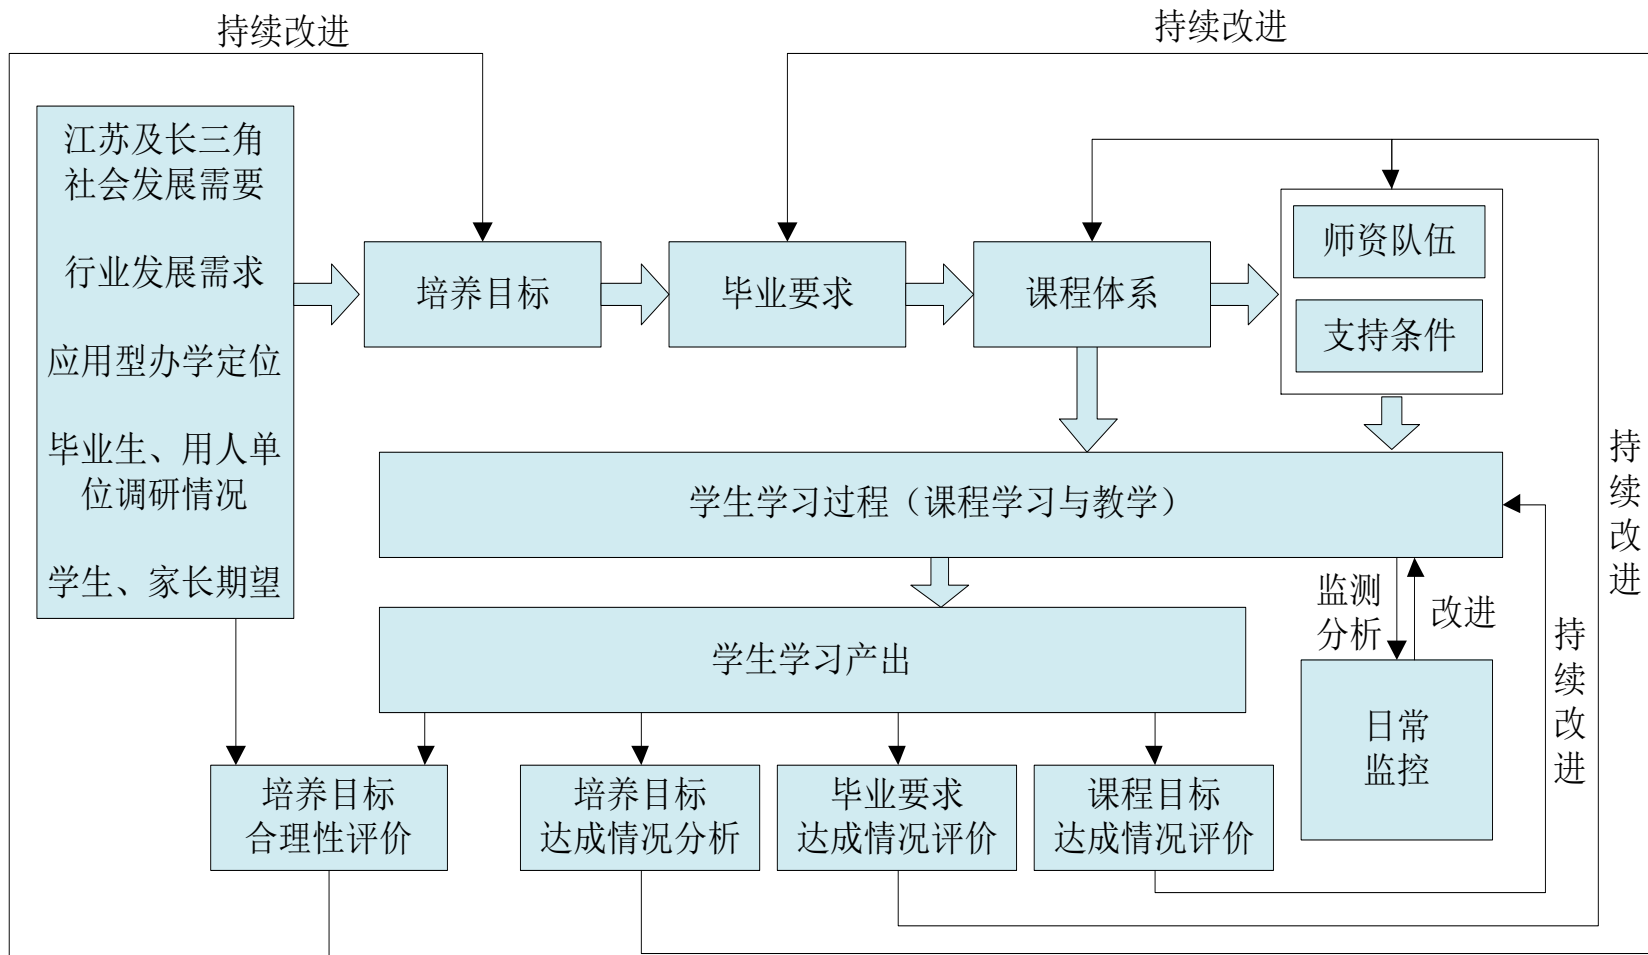 持续改进
持续改进
江苏及长三角
社会发展需要
行业发展需求
应用型办学定位
毕业生、用人单
位调研情况
学生、家长期望
培养目标
毕业要求
课程体系
师资队伍
支持条件
学生学习过程（课程学习与教学）
监测
分析
改进
持续改进
持续改进
学生学习产出
日常
监控
培养目标
合理性评价
培养目标
达成情况分析
毕业要求
达成情况评价
课程目标
达成情况评价